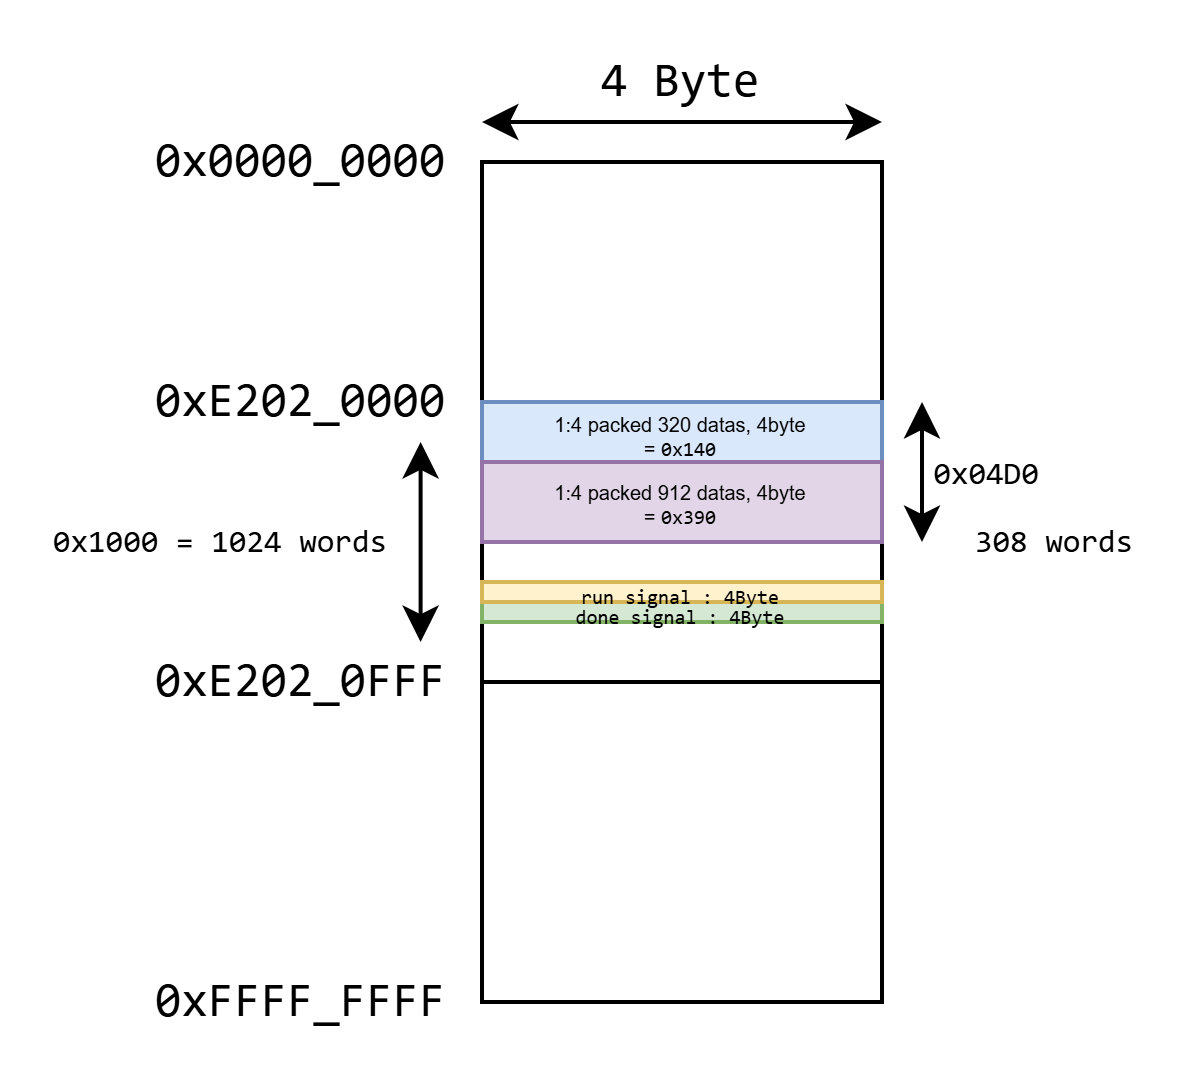 4 Byte
0x0000_0000
0xE202_0000
1:4 packed 320 datas, 4byte
= 0x140
0x04D0
1:4 packed 912 datas, 4byte
= 0x390
0x1000 = 1024 words
308 words
run signal : 4Byte
done signal : 4Byte
0xE202_0FFF
0xFFFF_FFFF